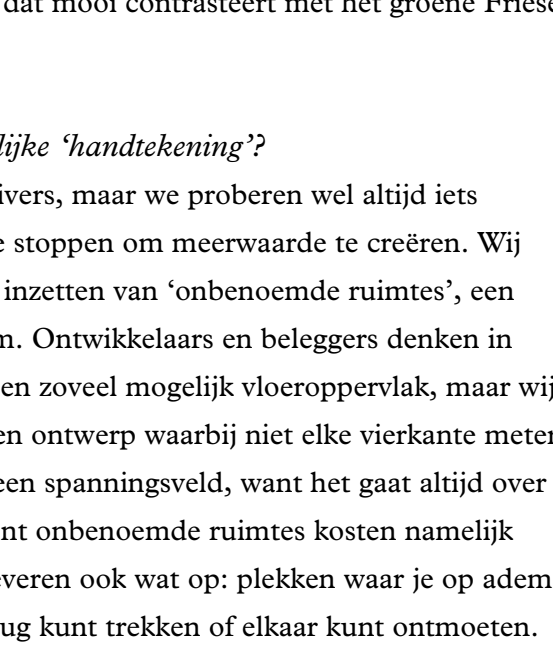 dat mooi contrasteert met het groene Friese
lijke ‘handtekening’?
ivers, maar we proberen wel altijd iets
e stoppen om meerwaarde te creëren. Wij
inzetten van ‘onbenoemde ruimtes’, een
m. Ontwikkelaars en beleggers denken in
en zoveel mogelijk vloeroppervlak, maar wij
en ontwerp waarbij niet elke vierkante meter
een spanningsveld, want het gaat altijd over
nt onbenoemde ruimtes kosten namelijk
everen ook wat op: plekken waar je op adem
ug kunt trekken of elkaar kunt ontmoeten.